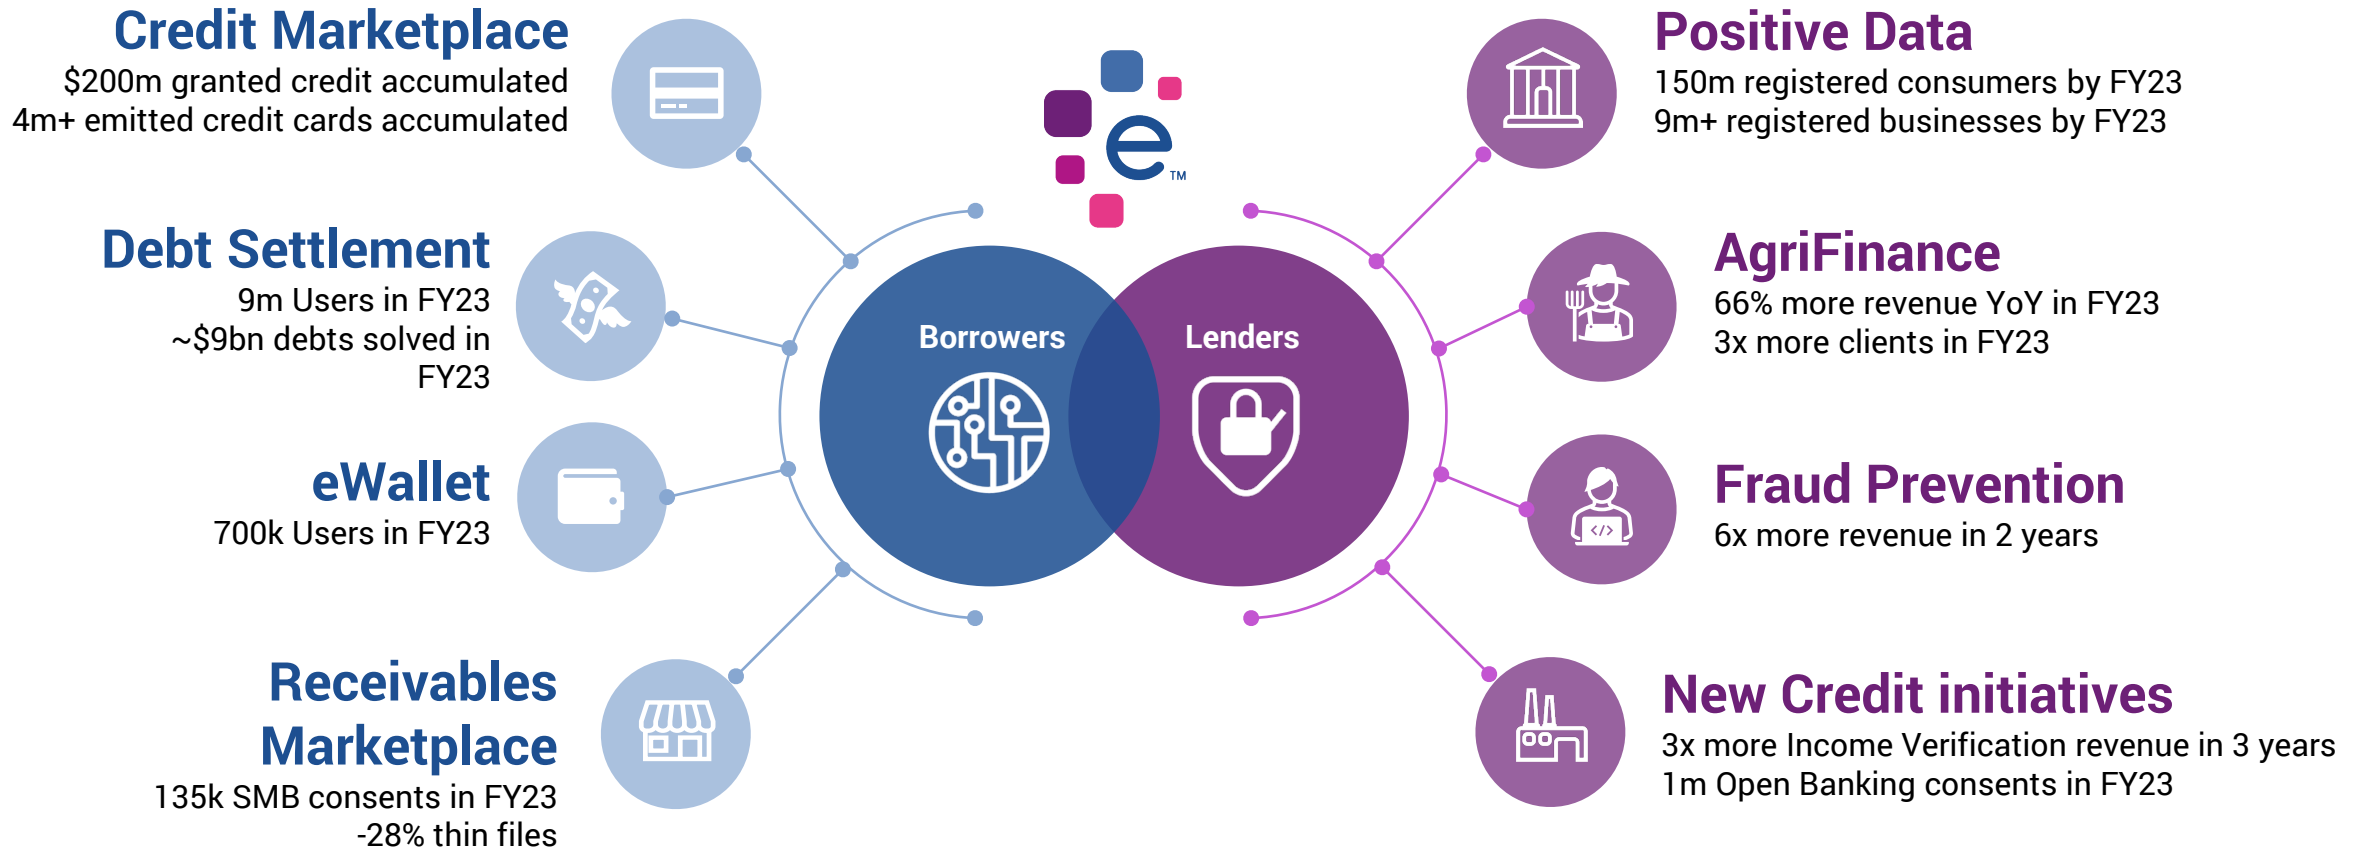 Credit Marketplace
$200m granted credit accumulated
4m+ emitted credit cards accumulated
Debt Settlement
9m Users in FY23
~$9bn debts solved in
FY23
eWallet
700k Users in FY23
Receivables
Marketplace
135k SMB consents in FY23
-28% thin files
e™
Borrowers
Lenders
Positive Data
150m registered consumers by FY23
9m+ registered businesses by FY23
AgriFinance
66% more revenue YoY in FY23
3x more clients in FY23
Fraud Prevention
6x more revenue in 2 years
</>
New Credit initiatives
3x more Income Verification revenue in 3 years
1m Open Banking consents in FY23